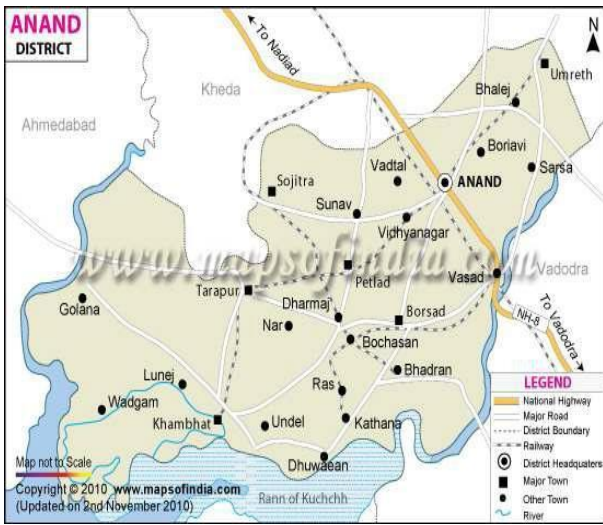 ANAND
DISTRICT
To Nadiad
N
Kheda
Ahmedabad
Umreth
Bhalej
Boriavi
Vadtal
ANAND
Sarsa
Sojitra
Sunav
Vidhyanagar
www.mapsofindia.com
Petlad
Vasad
Vadodra
Tarapur
Golana
Dharmaj
Borsad
To Vadodra
Nar
NH-8
Bochasan
Bhadran
Lunej
Ras
Wadgam
Khambhat
Undel
Kathana
Dhuwaean
Rann of Kuchchh
Map not to Scale
Copyright © 2010 www.mapsofindia.com
(Updated on 2nd November 2010)
LEGEND
National Highway
Major Road
District Boundary
Railway
District Headquaters
Major Town
Other Town
River